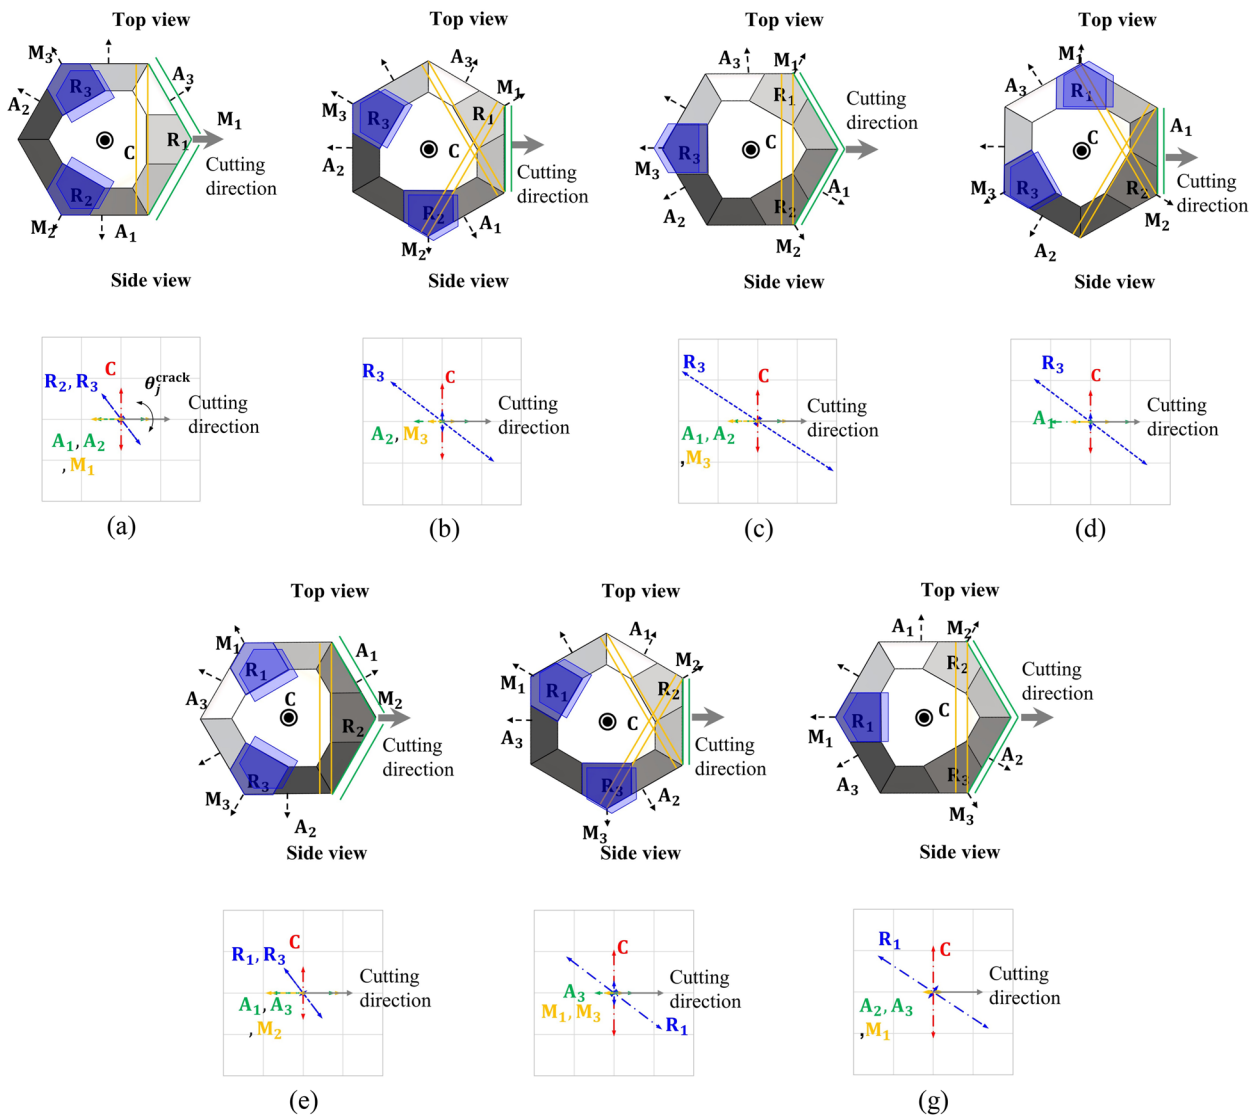 Top view
M₃
A₃
R₃
A₂
M₁
R₁
C
Cutting
direction
R₂
M₂
A₁
Side view
C
R₂, R₃
θⱼᶜʳᵃᶜᵏ
Cutting
direction
A₁, A₂
, M₁
(a)
Top view
A₃
M₁
M₃
R₃
R₁
C
A₂
Cutting
direction
R₂
A₁
M₂
Side view
R₃
C
Cutting
direction
A₂, M₃
(b)
Top view
A₃
M₁
R₁
Cutting
direction
R₃
C
M₃
A₁
A₂
R₂
M₂
Side view
R₃
C
Cutting
direction
A₁, A₂
,M₃
(c)
Top view
M₁
A₃
R₁
A₁
C
Cutting
direction
M₃
R₃
R₂
M₂
A₂
Side view
R₃
C
A₁
Cutting
direction
(d)
Top view
M₁
A₁
R₁
A₃
M₂
C
R₂
Cutting
direction
R₃
M₃
A₂
Side view
C
R₁, R₃
Cutting
direction
A₁, A₃
, M₂
(e)
Top view
A₁
M₂
M₁
R₁
R₂
C
A₃
Cutting
direction
R₃
A₂
M₃
Side view
C
A₃
Cutting
direction
M₁, M₃
R₁
Top view
A₁
M₂
R₂
Cutting
direction
R₁
C
M₁
A₂
A₃
R₃
M₃
Side view
R₁
C
Cutting
direction
A₂, A₃
,M₁
(g)